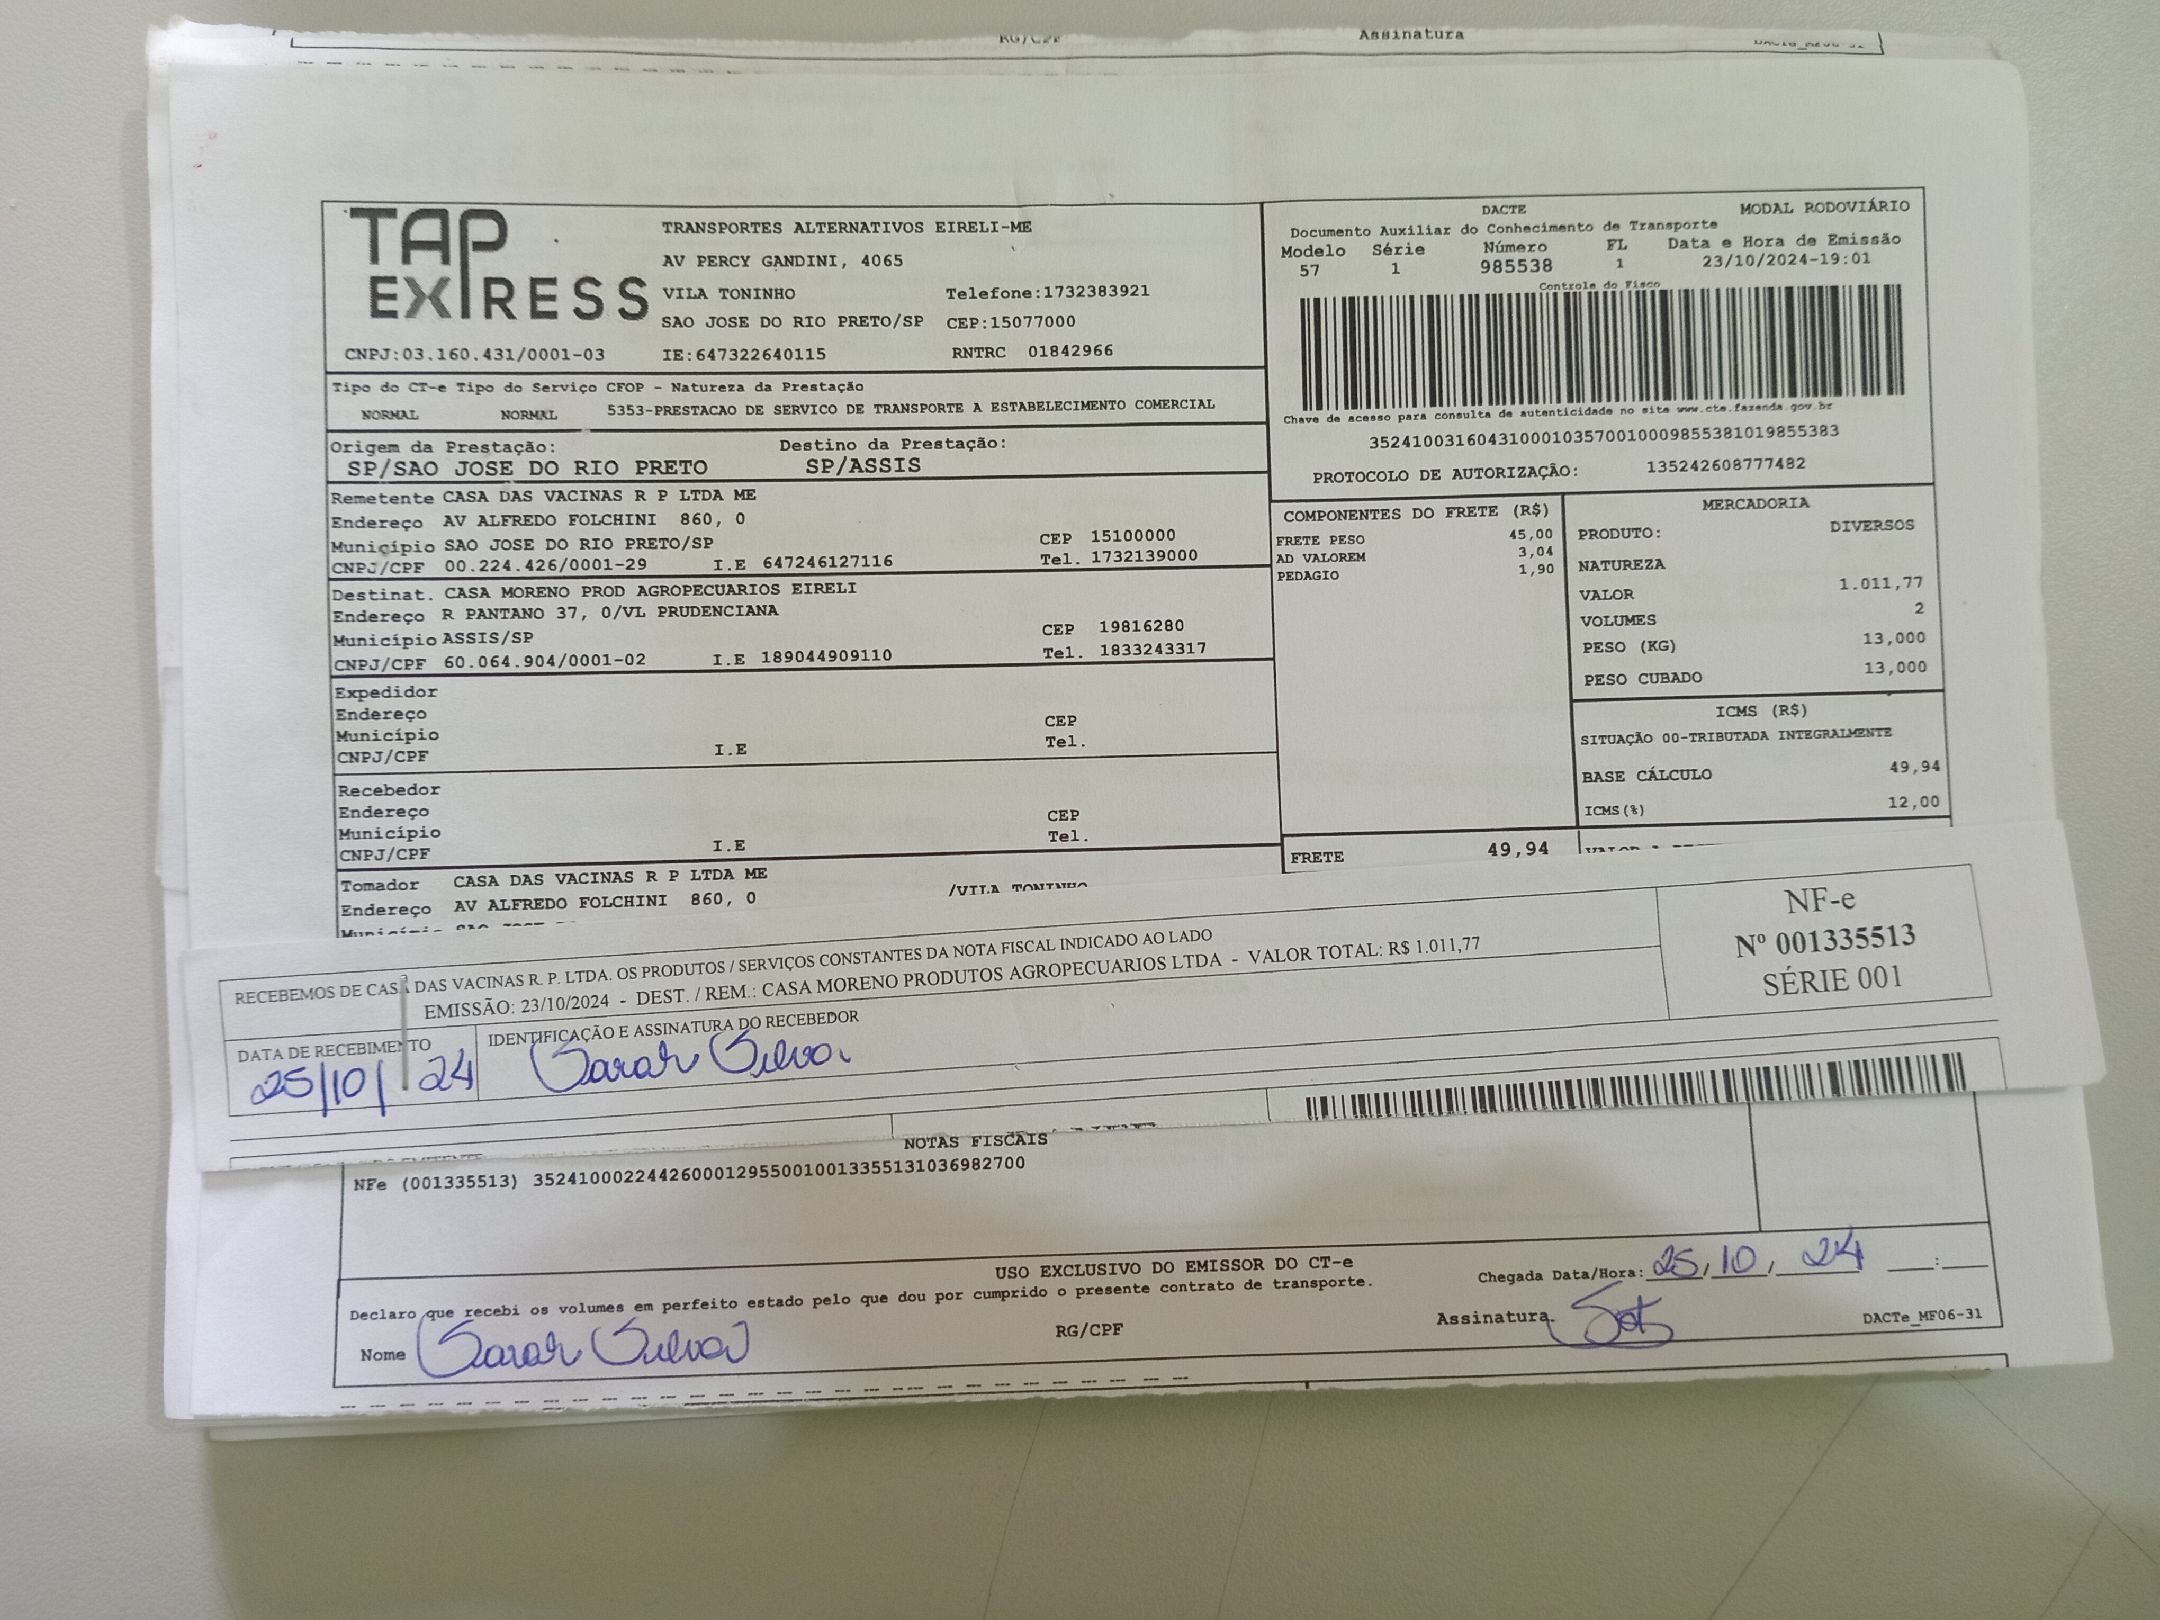 Assinatura
TAP EXPRESS
TRANSPORTES ALTERNATIVOS EIRELI-ME
AV PERCY GANDINI, 4065
VILA TONINHO Telefone:1732383921
SAO JOSE DO RIO PRETO/SP CEP:15077000
CNPJ:03.160.431/0001-03 IE:647322640115 RNTRC 01842966
DACTE MODAL RODOVIÁRIO
Documento Auxiliar do Conhecimento de Transporte
Modelo Série Número FL Data e Hora de Emissão
57 1 985538 1 23/10/2024-19:01
Controle do Fisco
Chave de acesso para consulta de autenticidade no site www.cte.fazenda.gov.br
35241003160431000103570010009855381019855383
PROTOCOLO DE AUTORIZAÇÃO: 135242608777482
Tipo do CT-e Tipo do Serviço CFOP - Natureza da Prestação
NORMAL NORMAL 5353-PRESTACAO DE SERVICO DE TRANSPORTE A ESTABELECIMENTO COMERCIAL
Origem da Prestação: Destino da Prestação:
SP/SAO JOSE DO RIO PRETO SP/ASSIS
Remetente CASA DAS VACINAS R P LTDA ME
Endereço AV ALFREDO FOLCHINI 860, 0
Município SAO JOSE DO RIO PRETO/SP CEP 15100000
CNPJ/CPF 00.224.426/0001-29 I.E 647246127116 Tel. 1732139000
Destinat. CASA MORENO PROD AGROPECUARIOS EIRELI
Endereço R PANTANO 37, 0/VL PRUDENCIANA
Município ASSIS/SP CEP 19816280
CNPJ/CPF 60.064.904/0001-02 I.E 189044909110 Tel. 1833243317
Expedidor
Endereço
Município CEP
CNPJ/CPF I.E Tel.
Recebedor
Endereço
Município CEP
CNPJ/CPF I.E Tel.
Tomador CASA DAS VACINAS R P LTDA ME
Endereço AV ALFREDO FOLCHINI 860, 0 /VILA TONINHO
COMPONENTES DO FRETE (R$)
FRETE PESO 45,00
AD VALOREM 3,04
PEDAGIO 1,90
FRETE 49,94
MERCADORIA
PRODUTO: DIVERSOS
NATUREZA
VALOR 1.011,77
VOLUMES 2
PESO (KG) 13,000
PESO CUBADO 13,000
ICMS (R$)
SITUAÇÃO 00-TRIBUTADA INTEGRALMENTE
BASE CÁLCULO 49,94
ICMS(%) 12,00
RECEBEMOS DE CASA DAS VACINAS R. P. LTDA. OS PRODUTOS / SERVIÇOS CONSTANTES DA NOTA FISCAL INDICADO AO LADO
EMISSÃO: 23/10/2024 - DEST. / REM.: CASA MORENO PRODUTOS AGROPECUARIOS LTDA - VALOR TOTAL: R$ 1.011,77
NF-e
Nº 001335513
SÉRIE 001
DATA DE RECEBIMENTO IDENTIFICAÇÃO E ASSINATURA DO RECEBEDOR
25/10/24 Sarah Silva
NOTAS FISCAIS
NFe (001335513) 35241000224426000129550010013355131036982700
USO EXCLUSIVO DO EMISSOR DO CT-e
Declaro que recebi os volumes em perfeito estado pelo que dou por cumprido o presente contrato de transporte.
Chegada Data/Hora: 25, 10, 24 :
Nome Sarah Silva RG/CPF Assinatura.
DACTe_MF06-31